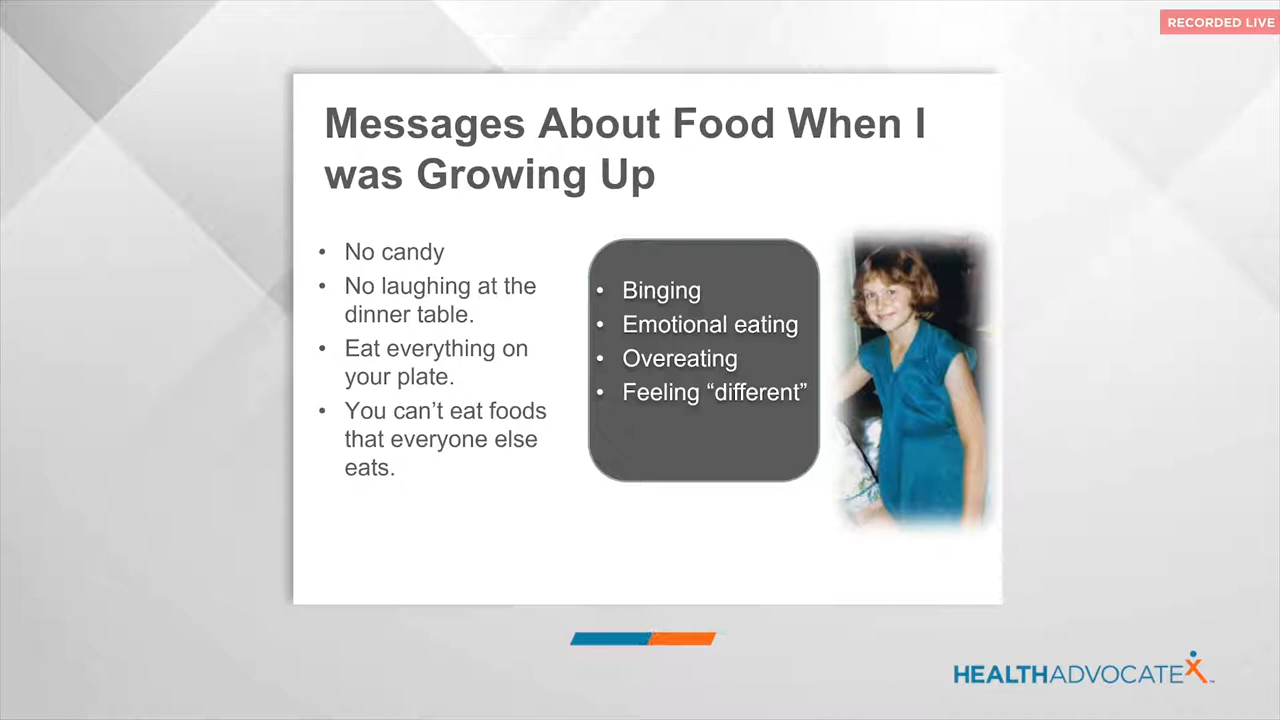 RECORDED LIVE
Messages About Food When I
was Growing Up
• No candy
• No laughing at the
dinner table.
• Eat everything on
your plate.
• You can’t eat foods
that everyone else
eats.
• Binging
• Emotional eating
• Overeating
• Feeling “different”
HEALTHADVOCATE™